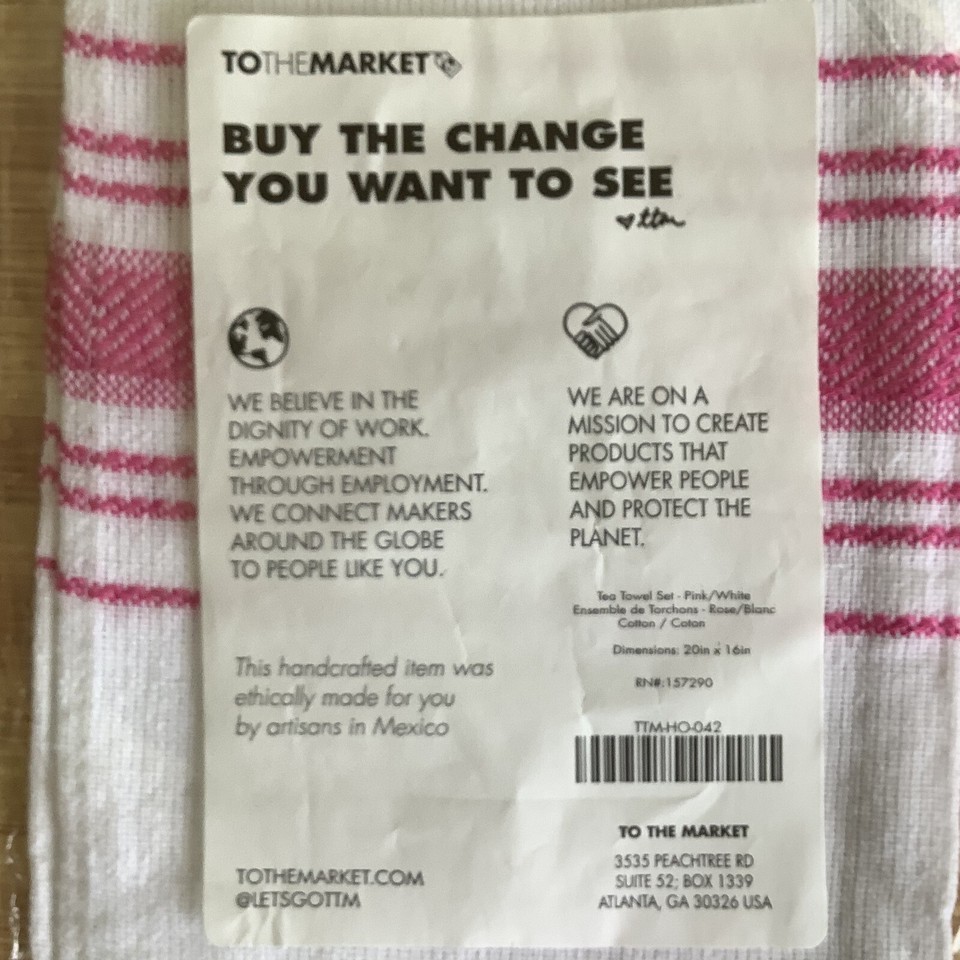 TOTHEMARKET
BUY THE CHANGE
YOU WANT TO SEE
ttm
WE BELIEVE IN THE
DIGNITY OF WORK.
EMPOWERMENT
THROUGH EMPLOYMENT.
WE CONNECT MAKERS
AROUND THE GLOBE
TO PEOPLE LIKE YOU.
This handcrafted item was
ethically made for you
by artisans in Mexico
TOTHEMARKET.COM
@LETSGOTTM
WE ARE ON A
MISSION TO CREATE
PRODUCTS THAT
EMPOWER PEOPLE
AND PROTECT THE
PLANET.
Tea Towel Set - Pink/White
Ensemble de Torchons - Rose/Blanc
Cotton / Coton
Dimensions: 20in x 16in
RN#:157290
TTM-HO-042
TO THE MARKET
3535 PEACHTREE RD
SUITE 52; BOX 1339
ATLANTA, GA 30326 USA